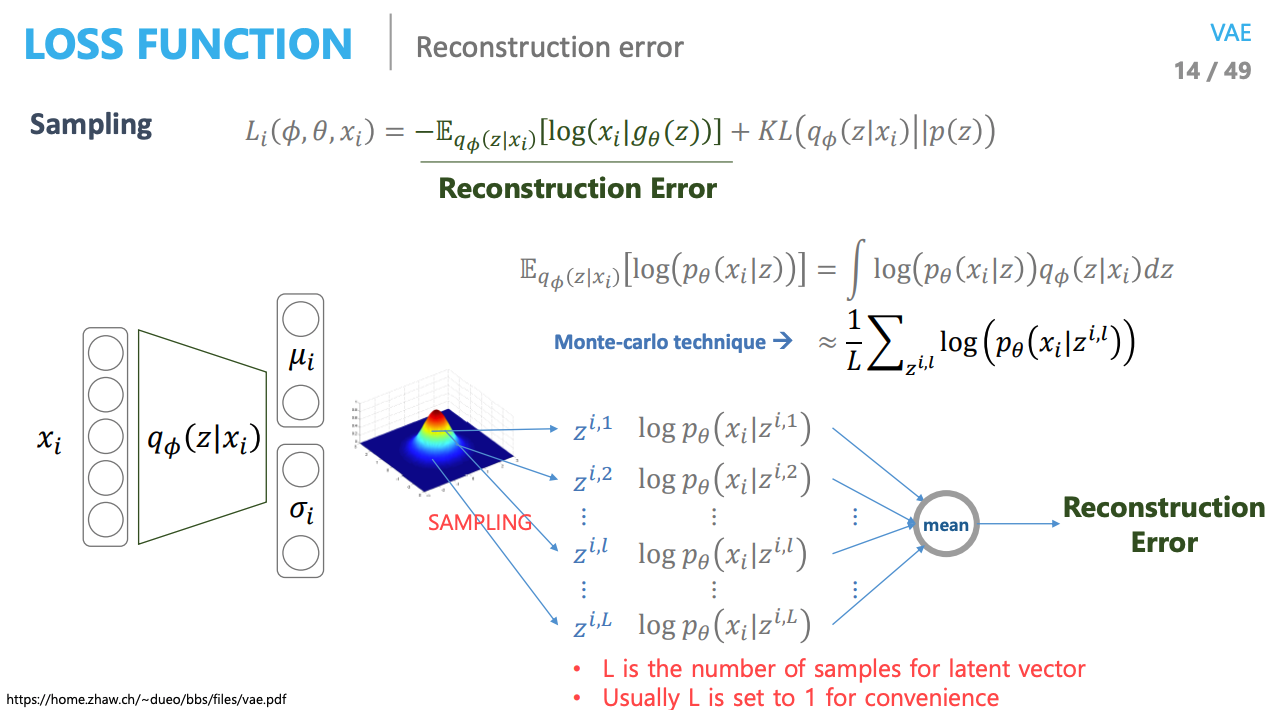 LOSS FUNCTION
Reconstruction error
VAE
14 / 49
Sampling
L_i(ϕ, θ, x_i) = −𝔼_{q_ϕ(z|x_i)}[log(x_i|g_θ(z))] + KL(q_ϕ(z|x_i)||p(z))
Reconstruction Error
𝔼_{q_ϕ(z|x_i)}[log(p_θ(x_i|z))] = ∫ log(p_θ(x_i|z))q_ϕ(z|x_i)dz
Monte-carlo technique → ≈ 1/L ∑_{z^{i,l}} log(p_θ(x_i|z^{i,l}))
x_i
q_ϕ(z|x_i)
μ_i
σ_i
SAMPLING
z^{i,1} log p_θ(x_i|z^{i,1})
z^{i,2} log p_θ(x_i|z^{i,2})
⋮ ⋮ ⋮
z^{i,l} log p_θ(x_i|z^{i,l})
⋮ ⋮ ⋮
z^{i,L} log p_θ(x_i|z^{i,L})
mean
Reconstruction
Error
• L is the number of samples for latent vector
• Usually L is set to 1 for convenience
https://home.zhaw.ch/~dueo/bbs/files/vae.pdf